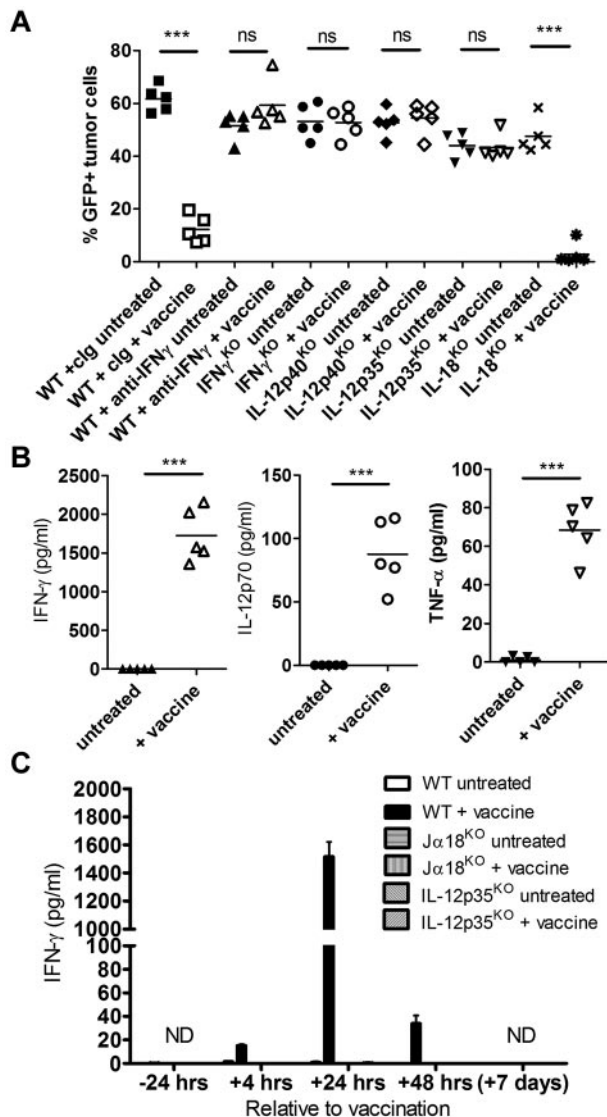 A
*** ns ns ns ns ***
80
60
40
20
0
% GFP+ tumor cells
WT +cIg untreated
WT + cIg + vaccine
WT + anti-IFNγ untreated
WT + anti-IFNγ + vaccine
IFNγKO untreated
IFNγKO + vaccine
IL-12p40KO untreated
IL-12p40KO + vaccine
IL-12p35KO untreated
IL-12p35KO + vaccine
IL-18KO untreated
IL-18KO + vaccine
B
***
2500
2000
1500
1000
500
0
IFN-γ (pg/ml)
untreated
+ vaccine
***
150
100
50
0
IL-12p70 (pg/ml)
untreated
+ vaccine
***
100
80
60
40
20
0
TNF-α (pg/ml)
untreated
+ vaccine
C
2000
1800
1600
1400
1200
1000
100
80
60
40
20
0
IFN-γ (pg/ml)
WT untreated
WT + vaccine
Jα18KO untreated
Jα18KO + vaccine
IL-12p35KO untreated
IL-12p35KO + vaccine
ND ND
-24 hrs +4 hrs +24 hrs +48 hrs (+7 days)
Relative to vaccination